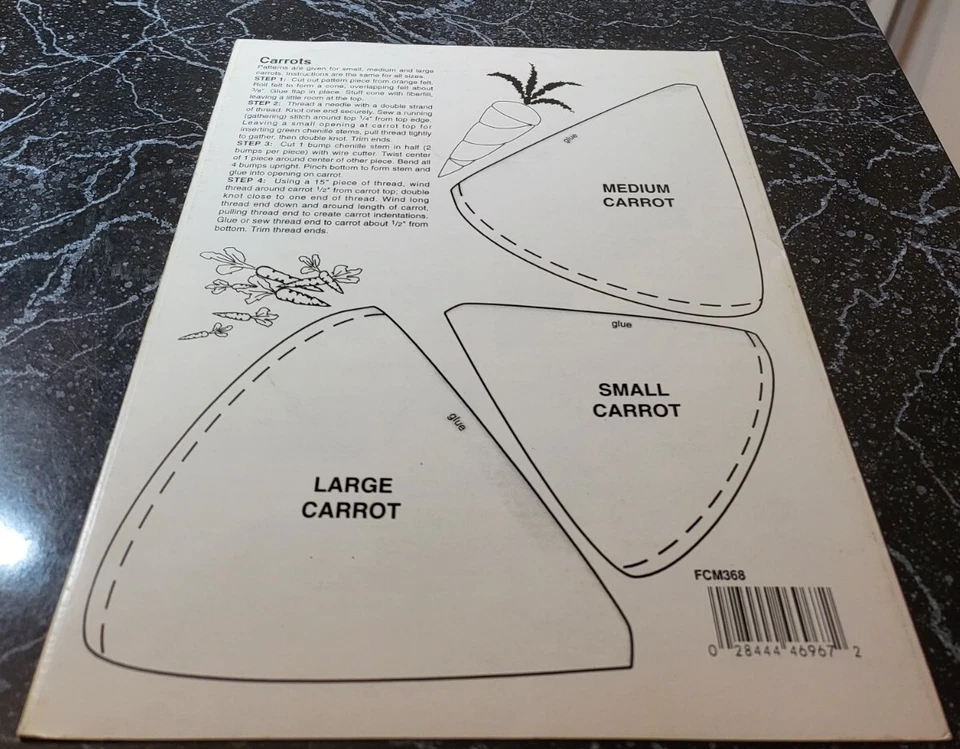 Carrots
Patterns are given for small, medium and large
carrots. Instructions are the same for all sizes.
STEP 1: Cut out pattern piece from orange felt.
Roll felt to form a cone, overlapping felt about
3/8". Glue flap in place. Stuff cone with fiberfill,
leaving a little room at the top.
STEP 2: Thread a needle with a double strand
of thread. Knot one end securely. Sew a running
(gathering) stitch around top 1/4" from top edge.
Leaving a small opening at carrot top for
inserting green chenille stems, pull thread tightly
to gather, then double knot. Trim ends.
STEP 3: Cut 1 bump chenille stem in half (2
bumps per piece) with wire cutter. Twist center
of 1 piece around center of other piece. Bend all
4 bumps upright. Pinch bottom to form stem and
glue into opening on carrot.
STEP 4: Using a 15" piece of thread, wind
thread around carrot 1/2" from carrot top; double
knot close to one end of thread. Wind long
thread end down and around length of carrot,
pulling thread end to create carrot indentations.
Glue or sew thread end to carrot about 1/2" from
bottom. Trim thread ends.
glue
MEDIUM
CARROT
glue
SMALL
CARROT
glue
LARGE
CARROT
FCM368
0 28444 46967 2